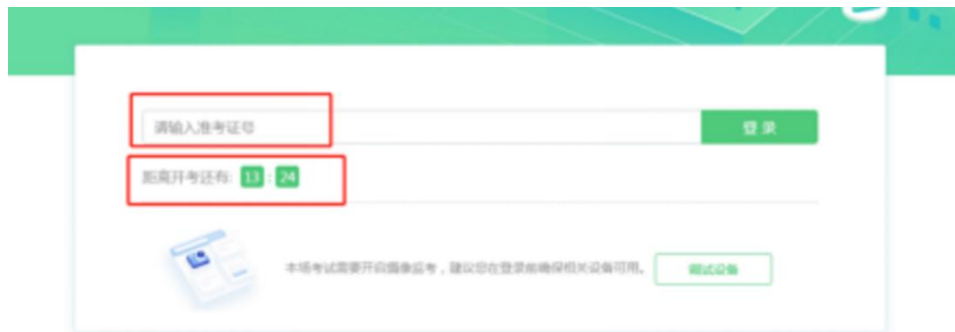 请输入准考证号
登录
距离开考还有: 13 : 24
本场考试需要开启摄像监考，建议您在登录前确保相关设备可用。
调试设备